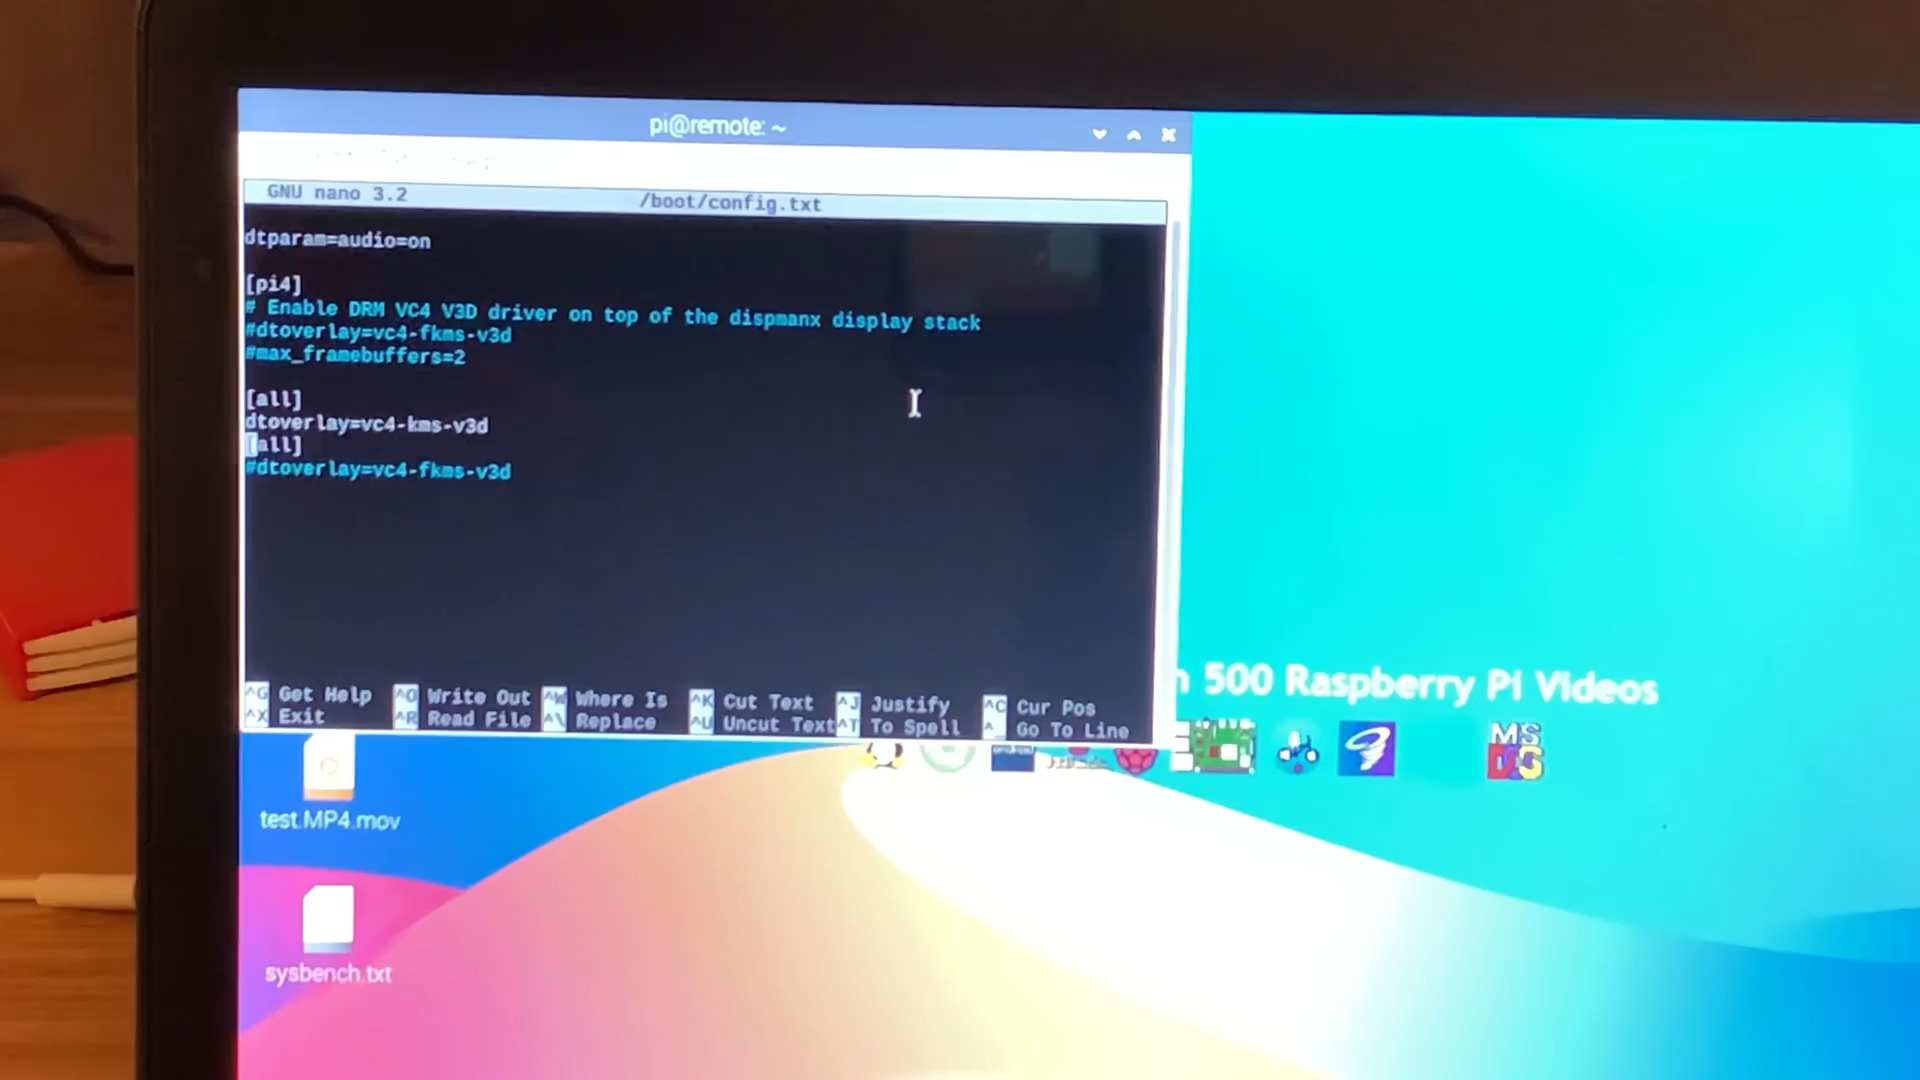 pi@remote: ~
GNU nano 3.2 /boot/config.txt
dtparam=audio=on
[pi4]
# Enable DRM VC4 V3D driver on top of the dispmanx display stack
#dtoverlay=vc4-fkms-v3d
#max_framebuffers=2
[all]
dtoverlay=vc4-kms-v3d
[all]
#dtoverlay=vc4-fkms-v3d
^G Get Help ^O Write Out ^W Where Is ^K Cut Text ^J Justify ^C Cur Pos
^X Exit ^R Read File ^\ Replace ^U Uncut Text ^T To Spell ^_ Go To Line
500 Raspberry Pi Videos
MS
test.MP4.mov
sysbench.txt